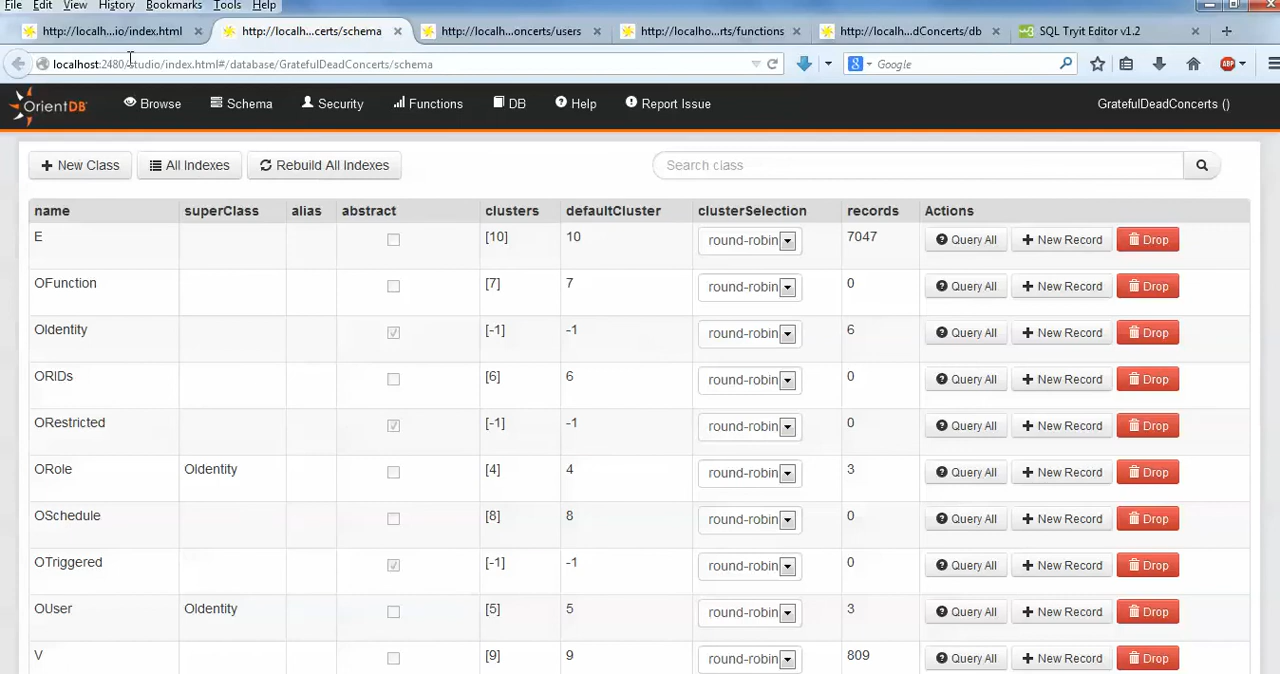 File Edit View History Bookmarks Tools Help
http://localh...io/index.html http://localh...certs/schema http://localh...oncerts/users http://localho...rts/functions http://localh...dConcerts/db SQL Tryit Editor v1.2
localhost:2480/studio/index.html#/database/GratefulDeadConcerts/schema Google ABP
OrientDB Browse Schema Security Functions DB Help Report Issue GratefulDeadConcerts ()
New Class All Indexes Rebuild All Indexes Search class
name superClass alias abstract clusters defaultCluster clusterSelection records Actions
E [10] 10 round-robin 7047 Query All New Record Drop
OFunction [7] 7 round-robin 0 Query All New Record Drop
OIdentity [-1] -1 round-robin 6 Query All New Record Drop
ORIDs [6] 6 round-robin 0 Query All New Record Drop
ORestricted [-1] -1 round-robin 0 Query All New Record Drop
ORole OIdentity [4] 4 round-robin 3 Query All New Record Drop
OSchedule [8] 8 round-robin 0 Query All New Record Drop
OTriggered [-1] -1 round-robin 0 Query All New Record Drop
OUser OIdentity [5] 5 round-robin 3 Query All New Record Drop
V [9] 9 round-robin 809 Query All New Record Drop